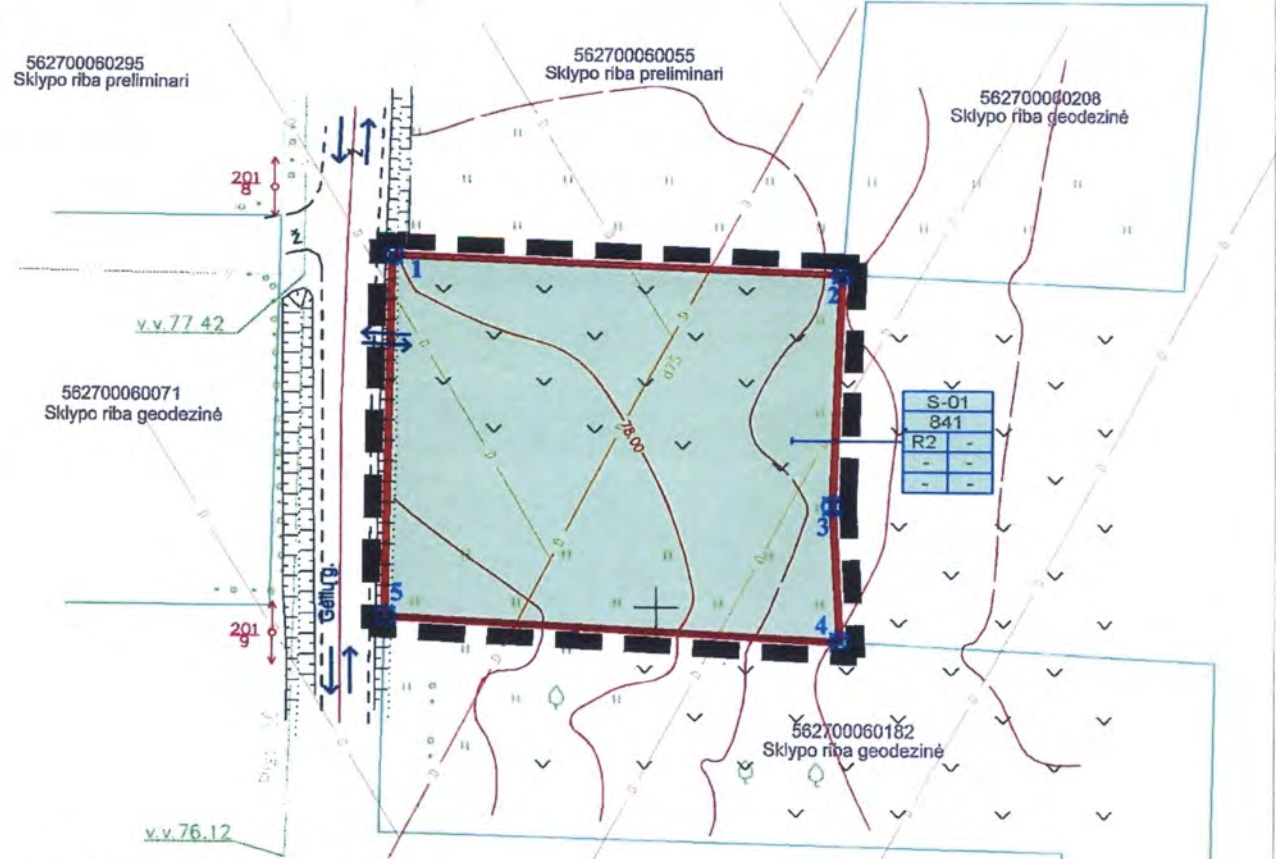 562700060295
Sklypo riba preliminari
562700060055
Sklypo riba preliminari
562700060208
Sklypo riba geodezinė
201
8
1
2
v.v.77.42
d75
562700060071
Sklypo riba geodezinė
78.00
S-01
841
R2 -
- -
- -
3
Gėlių g.
5
4
201
9
562700060182
Sklypo riba geodezinė
v.v.76.12